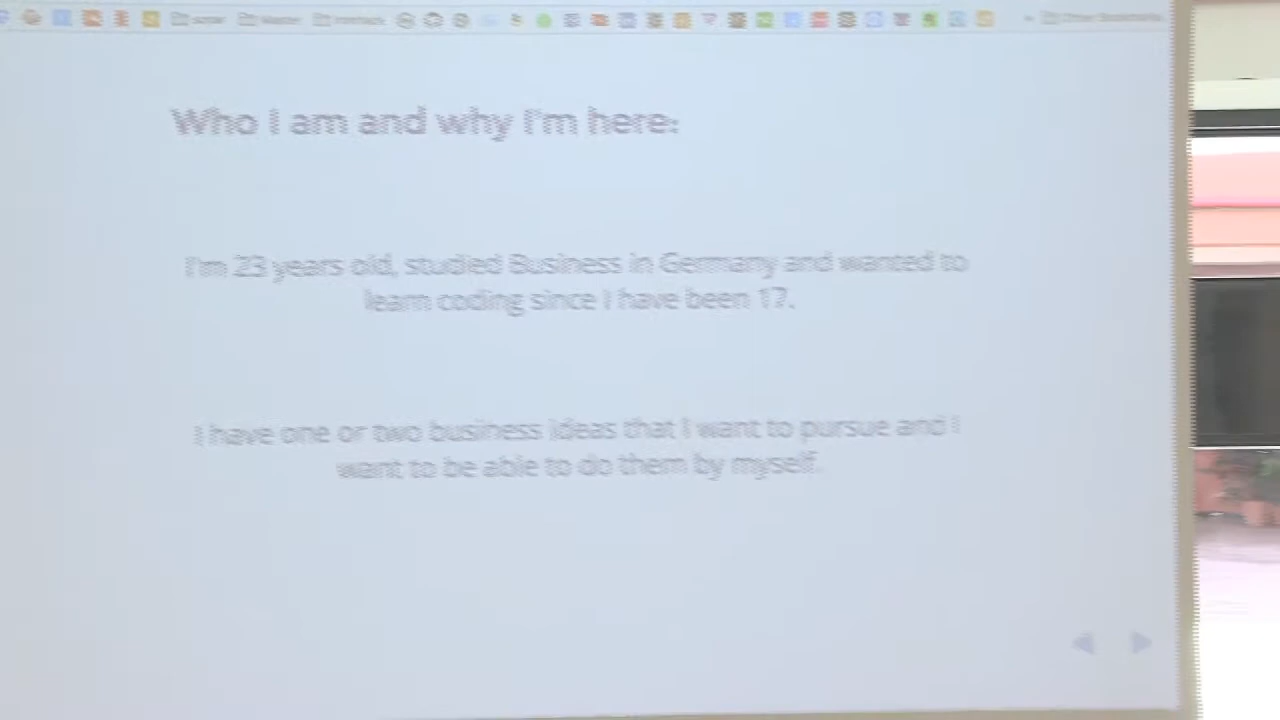 Who I am and why I'm here:
I'm 23 years old, studied Business in Germany and wanted to
learn coding since I have been 17.
I have one or two business ideas that I want to pursue and I
want to be able to do them by myself.